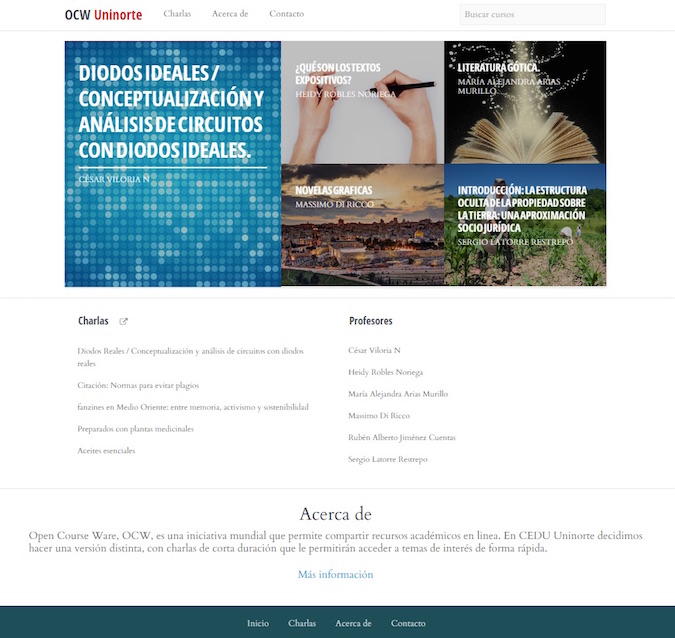 OCW Uninorte Charlas Acerca de Contacto Buscar cursos
DIODOS IDEALES /
CONCEPTUALIZACIÓN Y
ANÁLISIS DE CIRCUITOS
CON DIODOS IDEALES.
CÉSAR VILORIA N
¿QUÉ SON LOS TEXTOS
EXPOSITIVOS?
HEIDY ROBLES NORIEGA
LITERATURA GÓTICA.
MARÍA ALEJANDRA ARIAS
MURILLO
NOVELAS GRAFICAS
MASSIMO DI RICCO
INTRODUCCIÓN: LA ESTRUCTURA
OCULTA DE LA PROPIEDAD SOBRE
LA TIERRA: UNA APROXIMACIÓN
SOCIO JURÍDICA
SERGIO LATORRE RESTREPO
Charlas
Diodos Reales / Conceptualización y análisis de circuitos con diodos
reales
Citación: Normas para evitar plagios
fanzines en Medio Oriente: entre memoria, activismo y sostenibilidad
Preparados con plantas medicinales
Aceites esenciales
Profesores
César Viloria N
Heidy Robles Noriega
María Alejandra Arias Murillo
Massimo Di Ricco
Rubén Alberto Jiménez Cuentas
Sergio Latorre Restrepo
Acerca de
Open Course Ware, OCW, es una iniciativa mundial que permite compartir recursos académicos en linea. En CEDU Uninorte decidimos
hacer una versión distinta, con charlas de corta duración que le permitirán acceder a temas de interés de forma rápida.
Más información
Inicio Charlas Acerca de Contacto